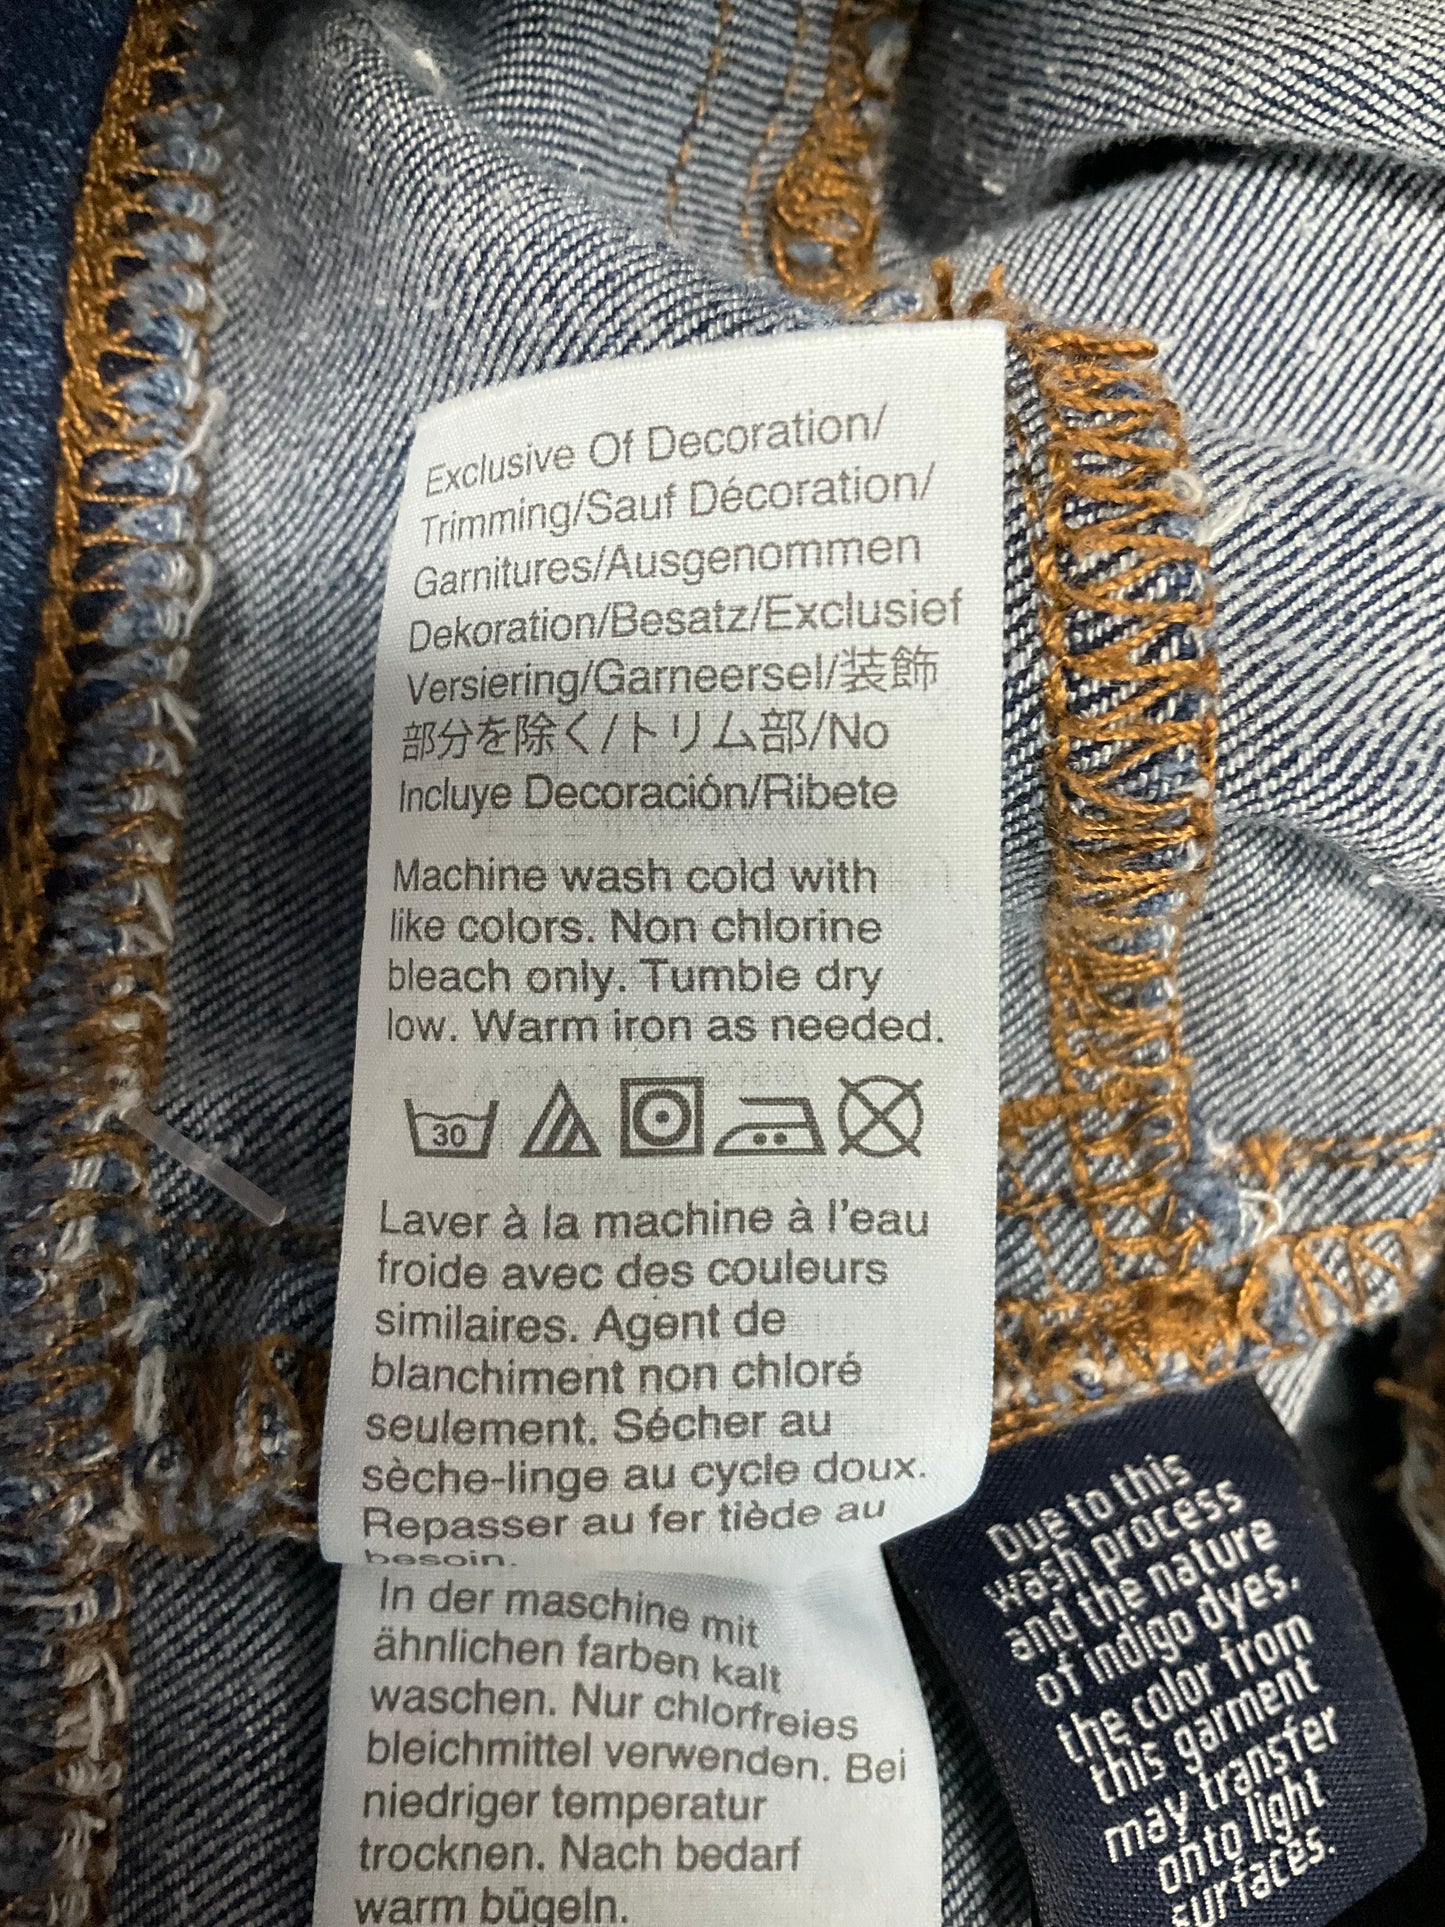 Exclusive Of Decoration/
Trimming/Sauf Décoration/
Garnitures/Ausgenommen
Dekoration/Besatz/Exclusief
Versiering/Garneersel/装飾
部分を除く/トリム部/No
Incluye Decoración/Ribete
Machine wash cold with
like colors. Non chlorine
bleach only. Tumble dry
low. Warm iron as needed.
30
Laver à la machine à l'eau
froide avec des couleurs
similaires. Agent de
blanchiment non chloré
seulement. Sécher au
sèche-linge au cycle doux.
Repasser au fer tiède au
besoin.
In der maschine mit
ähnlichen farben kalt
waschen. Nur chlorfreies
bleichmittel verwenden. Bei
niedriger temperatur
trocknen. Nach bedarf
warm bügeln.
Due to this
wash process
and the nature
of indigo dyes.
the color from
this garment
may transfer
onto light
surfaces.